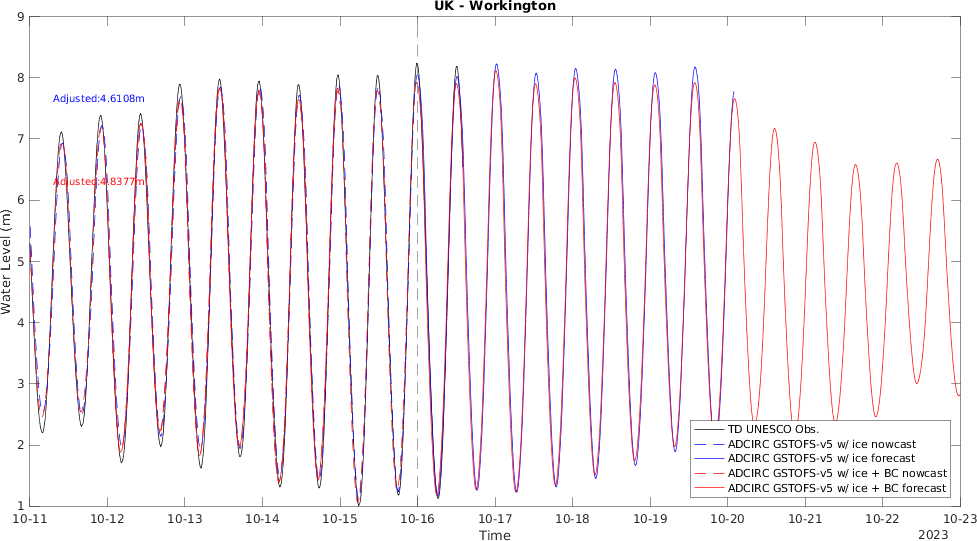 UK - Workington
9
8
7
6
5
4
3
2
1
Water Level (m)
Adjusted:4.6108m
Adjusted:4.8377m
TD UNESCO Obs.
ADCIRC GSTOFS-v5 w/ ice nowcast
ADCIRC GSTOFS-v5 w/ ice forecast
ADCIRC GSTOFS-v5 w/ ice + BC nowcast
ADCIRC GSTOFS-v5 w/ ice + BC forecast
10-11 10-12 10-13 10-14 10-15 10-16 10-17 10-18 10-19 10-20 10-21 10-22 10-23
Time
2023